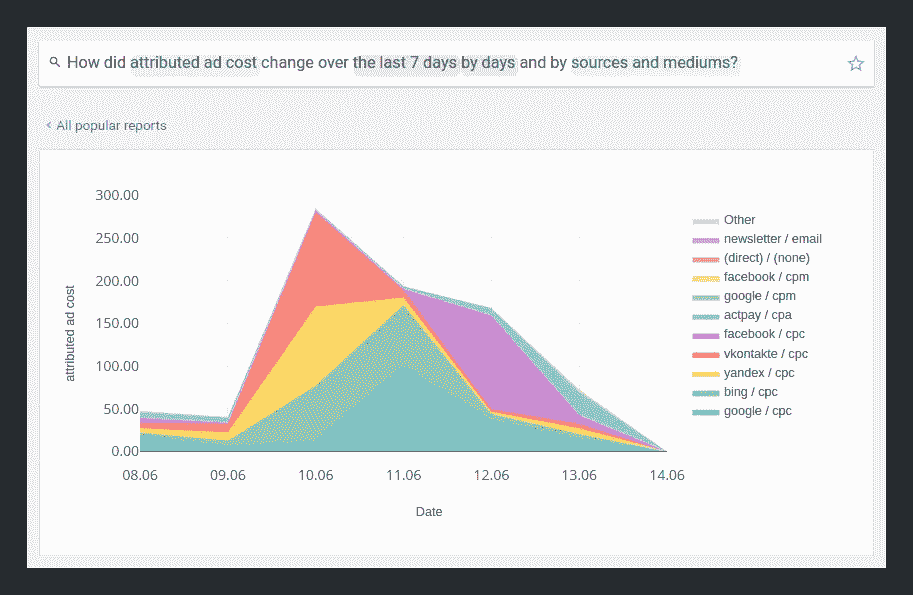 How did attributed ad cost change over the last 7 days by days and by sources and mediums?
< All popular reports
300.00
250.00
200.00
150.00
100.00
50.00
0.00
attributed ad cost
08.06 09.06 10.06 11.06 12.06 13.06 14.06
Date
Other
newsletter / email
(direct) / (none)
facebook / cpm
google / cpm
actpay / cpa
facebook / cpc
vkontakte / cpc
yandex / cpc
bing / cpc
google / cpc